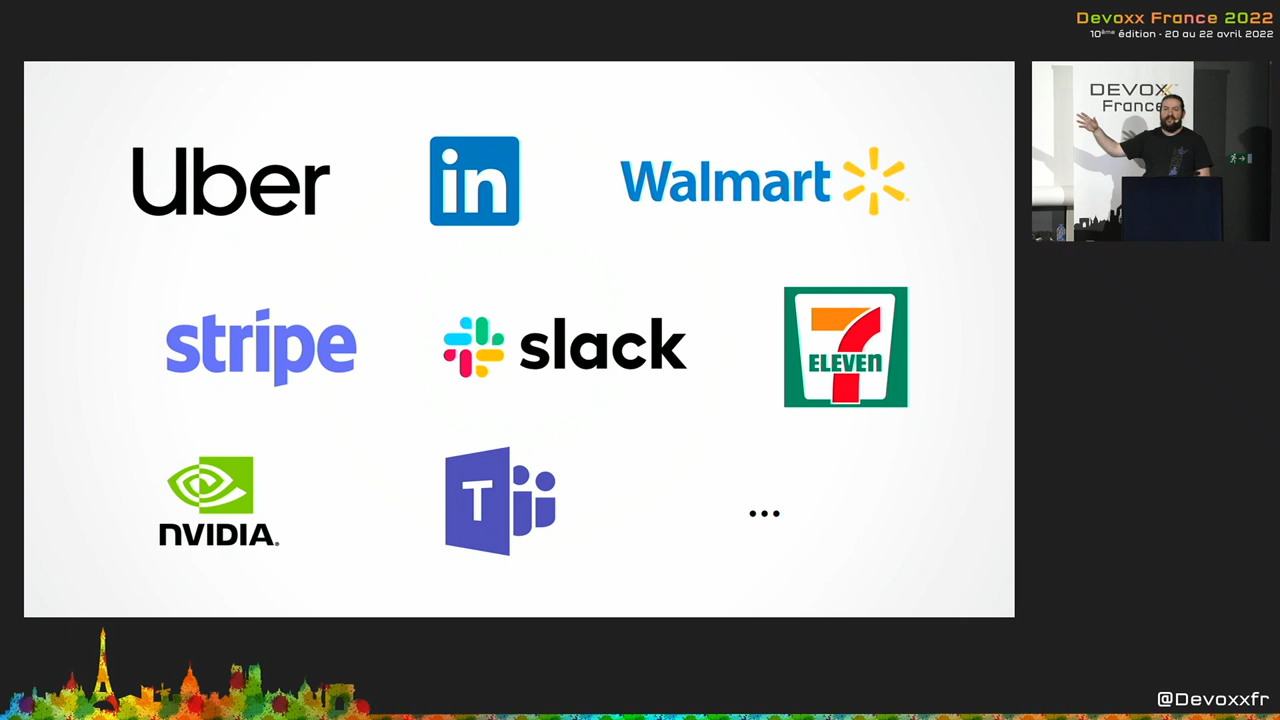 Devoxx France 2022
10ème édition · 20 au 22 avril 2022
Uber
in
Walmart
stripe
slack
7
ELEVEN
NVIDIA.
T
...
DEVOXX
France
@Devoxxfr